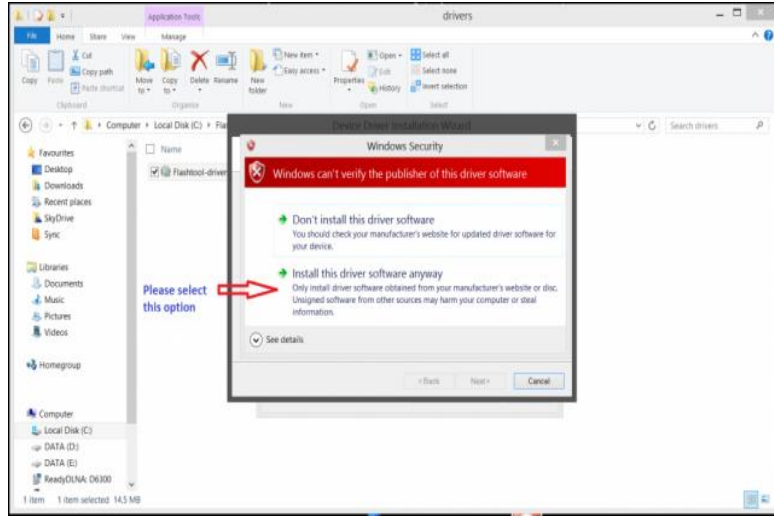 Application Tools
drivers
File
Home
Share
View
Manage
Copy
Paste
Cut
Copy path
Paste shortcut
Move to
Copy to
Delete
Rename
New folder
New item
Easy access
Properties
Open
Edit
History
Select all
Select none
Invert selection
Clipboard
Organise
New
Open
Select
Computer
Local Disk (C:)
Search drivers
Favourites
Desktop
Downloads
Recent places
SkyDrive
Sync
Libraries
Documents
Music
Pictures
Videos
Homegroup
Computer
Local Disk (C:)
DATA (D:)
DATA (E:)
ReadyDLNA: D6300
Name
Flashtool-driver
Please select
this option
Device Driver Installation Wizard
Windows Security
Windows can't verify the publisher of this driver software
Don't install this driver software
You should check your manufacturer's website for updated driver software for
your device.
Install this driver software anyway
Only install driver software obtained from your manufacturer's website or disc.
Unsigned software from other sources may harm your computer or steal
information.
See details
< Back
Next >
Cancel
1 item
1 item selected 14.5 MB